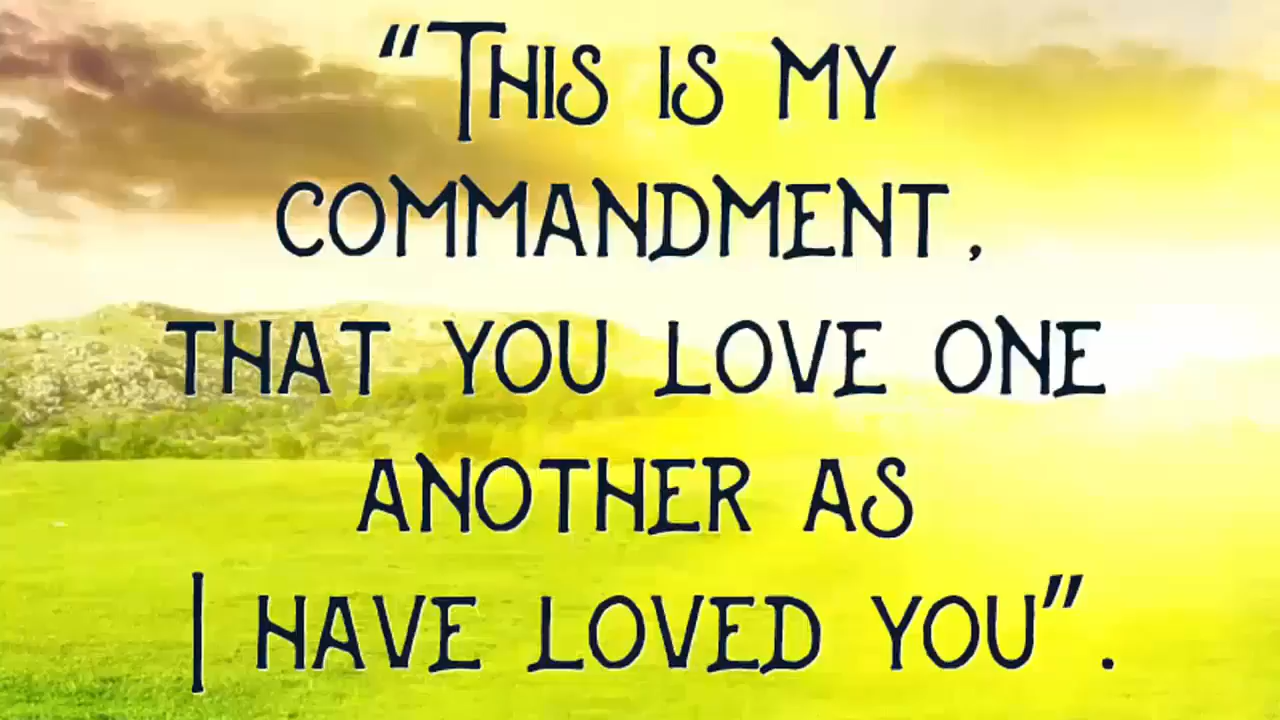 “This is my
commandment ,
that you love one
another as
I have loved you”.